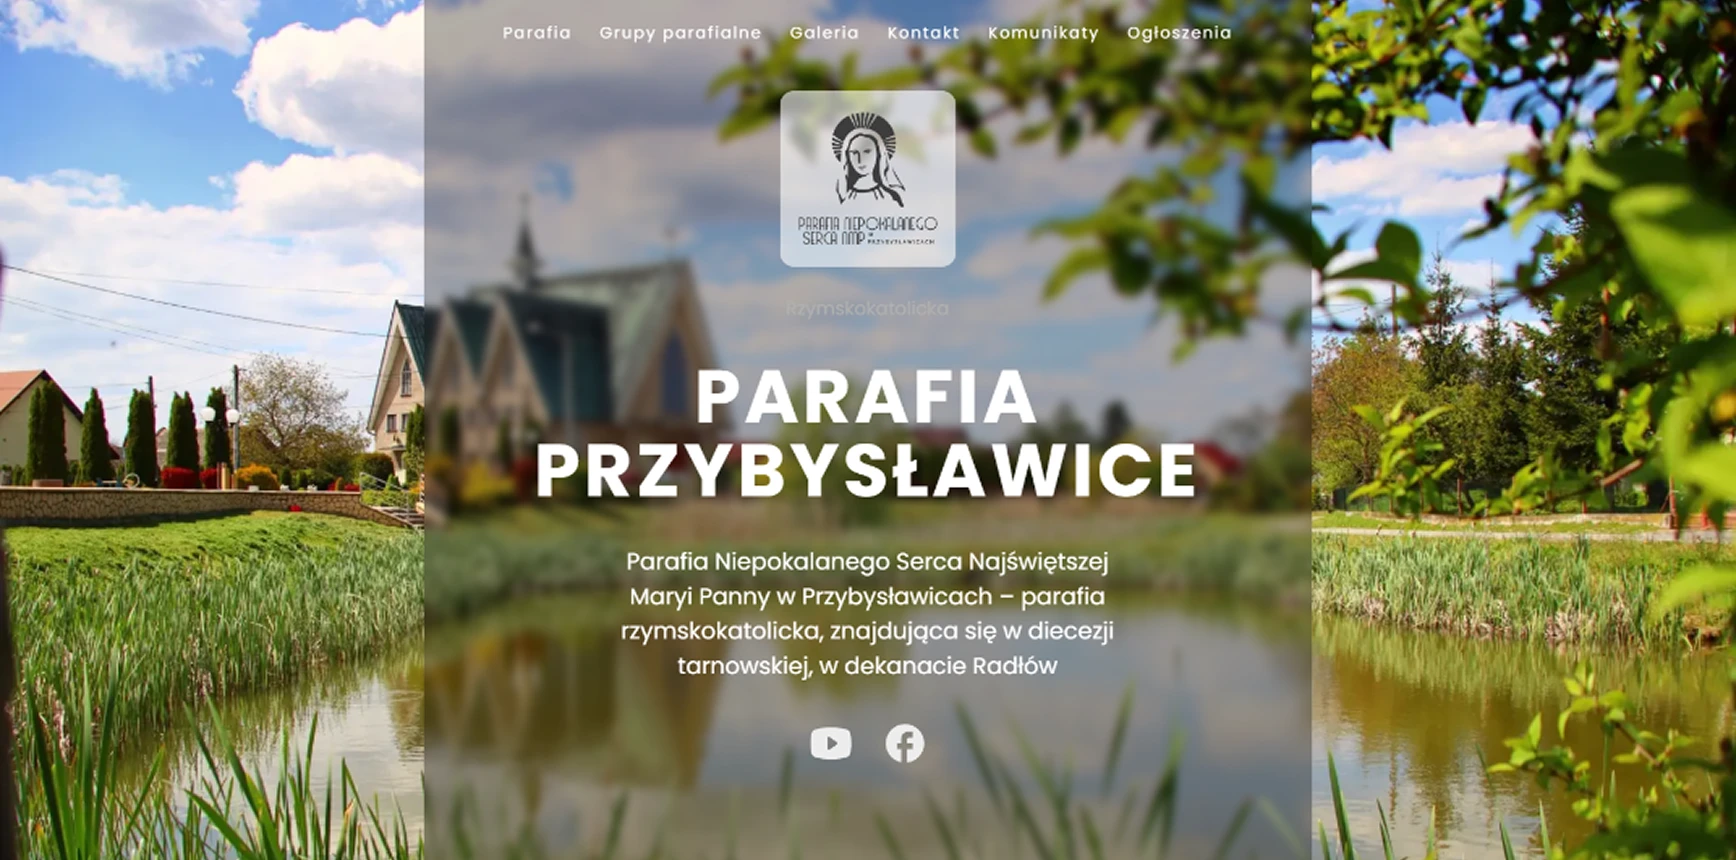 Parafia Grupy parafialne Galeria Kontakt Komunikaty Ogłoszenia
PARAFIA NIEPOKALANEGO
SERCA NMP W PRZYBYSŁAWICACH
Rzymskokatolicka
PARAFIA
PRZYBYSŁAWICE
Parafia Niepokalanego Serca Najświętszej
Maryi Panny w Przybysławicach – parafia
rzymskokatolicka, znajdująca się w diecezji
tarnowskiej, w dekanacie Radłów